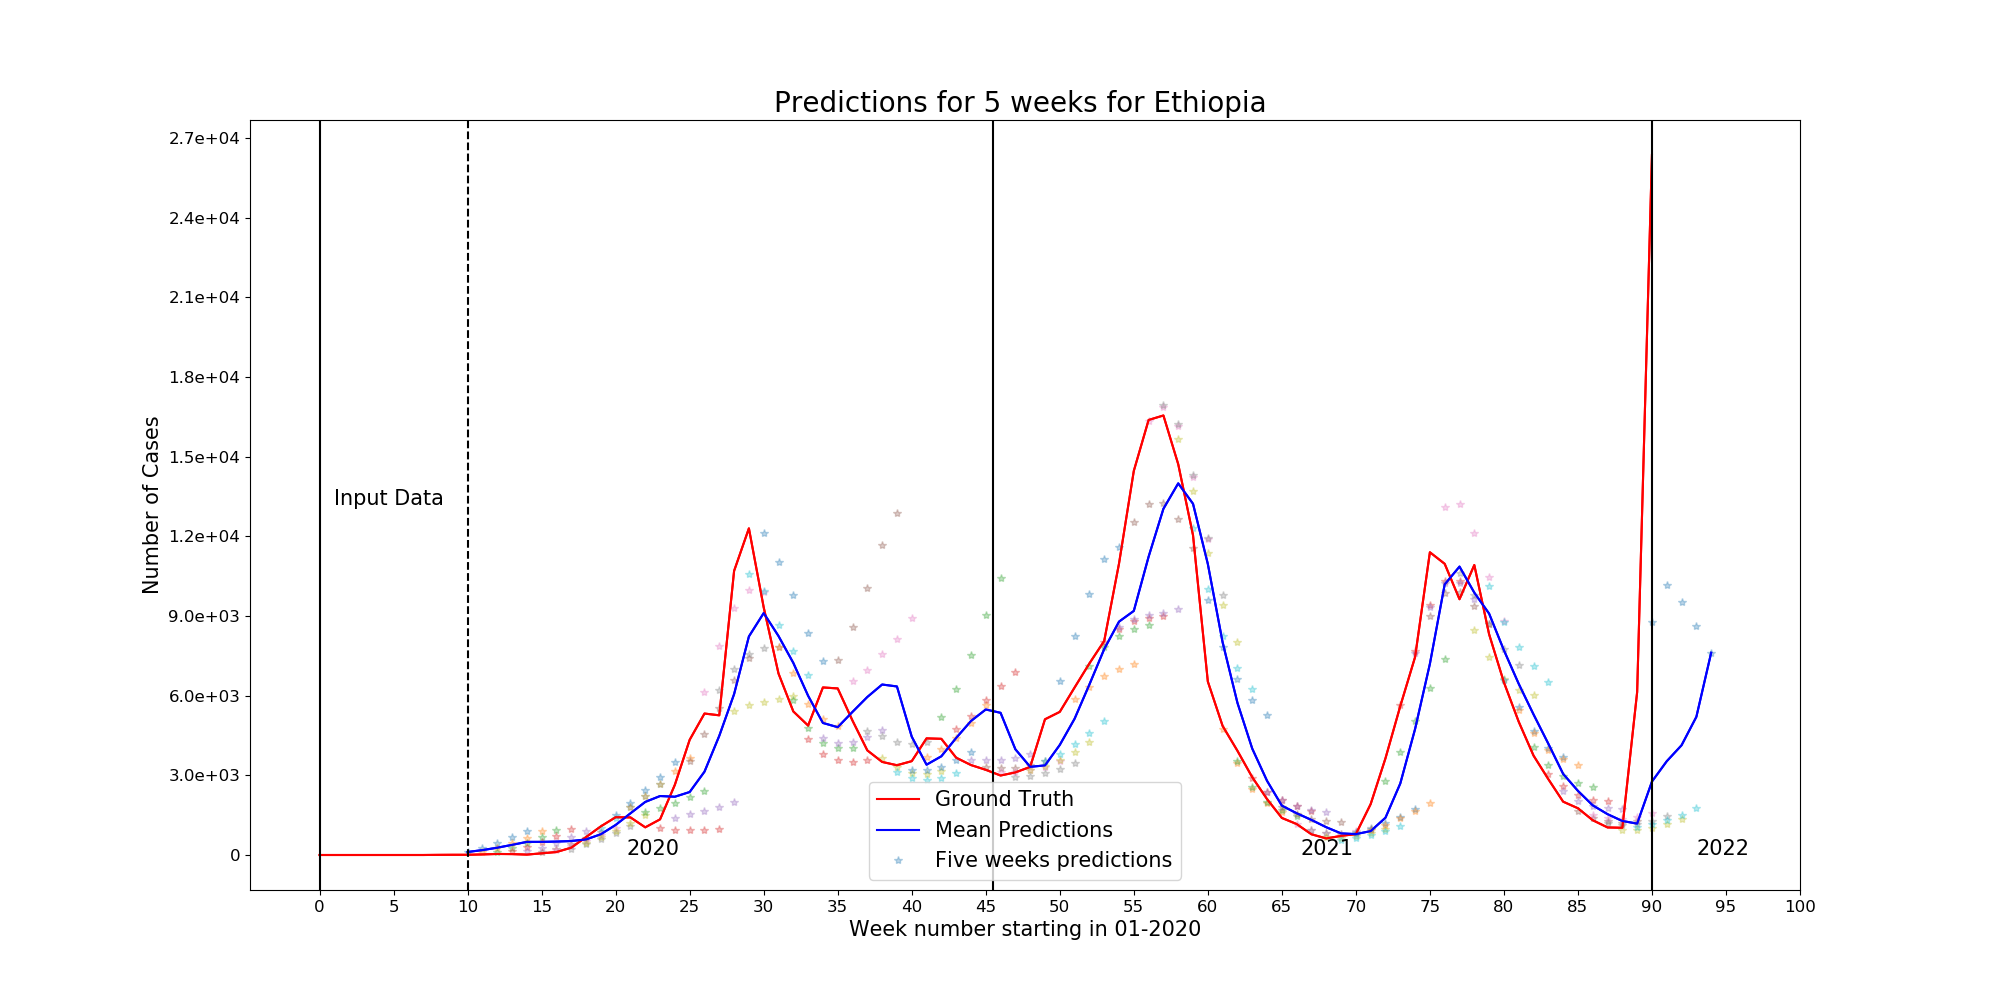 Predictions for 5 weeks for Ethiopia
2.7e+04
2.4e+04
2.1e+04
1.8e+04
1.5e+04
1.2e+04
9.0e+03
6.0e+03
3.0e+03
0
Number of Cases
Input Data
2020
2021
2022
Ground Truth
Mean Predictions
Five weeks predictions
0 5 10 15 20 25 30 35 40 45 50 55 60 65 70 75 80 85 90 95 100
Week number starting in 01-2020